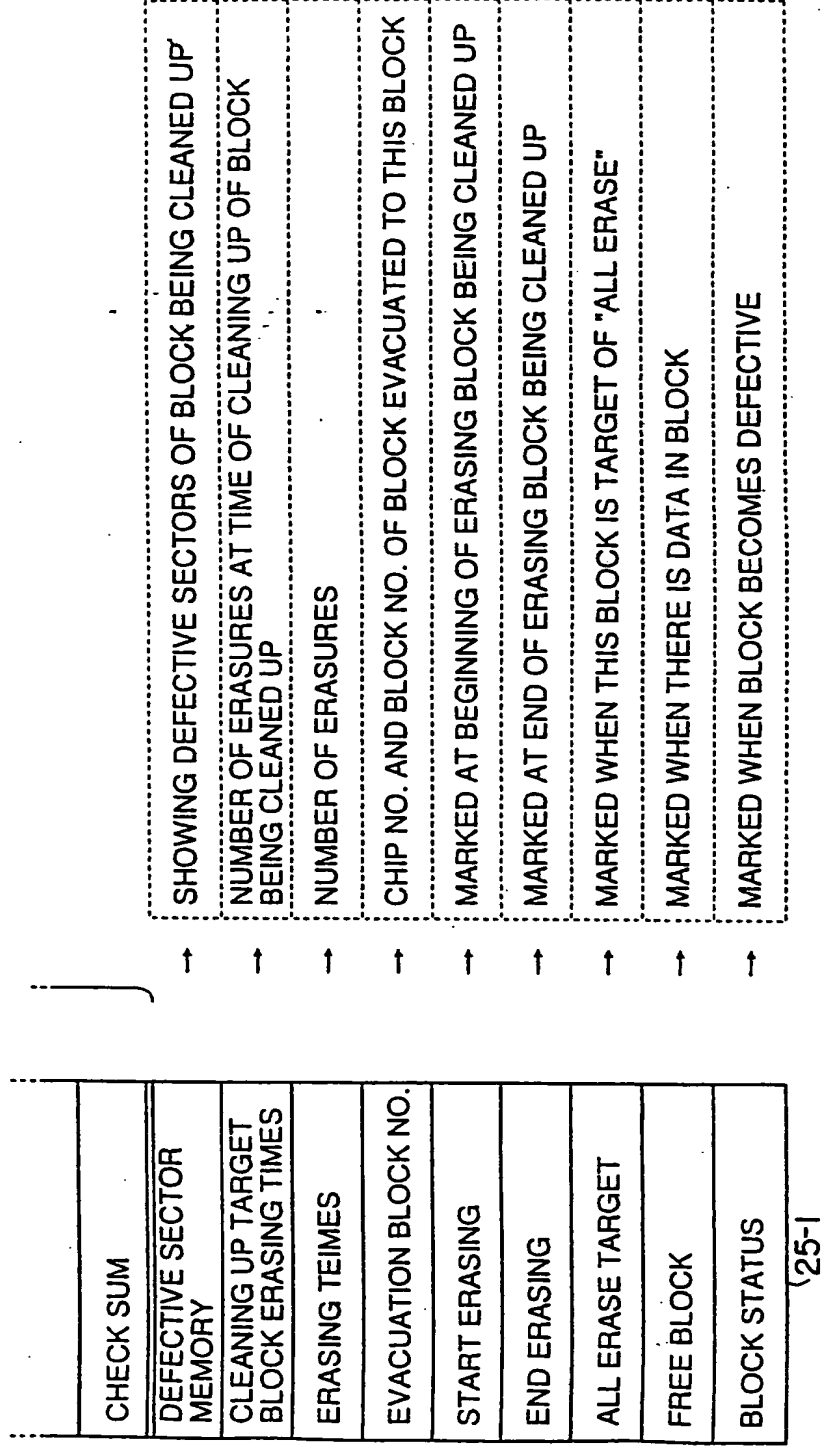 CHECK SUM
DEFECTIVE SECTOR
MEMORY
→ SHOWING DEFECTIVE SECTORS OF BLOCK BEING CLEANED UP
CLEANING UP TARGET
BLOCK ERASING TIMES
→ NUMBER OF ERASURES AT TIME OF CLEANING UP OF BLOCK
BEING CLEANED UP
ERASING TEIMES
→ NUMBER OF ERASURES
EVACUATION BLOCK NO.
→ CHIP NO. AND BLOCK NO. OF BLOCK EVACUATED TO THIS BLOCK
START ERASING
→ MARKED AT BEGINNING OF ERASING BLOCK BEING CLEANED UP
END ERASING
→ MARKED AT END OF ERASING BLOCK BEING CLEANED UP
ALL ERASE TARGET
→ MARKED WHEN THIS BLOCK IS TARGET OF "ALL ERASE"
FREE BLOCK
→ MARKED WHEN THERE IS DATA IN BLOCK
BLOCK STATUS
→ MARKED WHEN BLOCK BECOMES DEFECTIVE
25-1